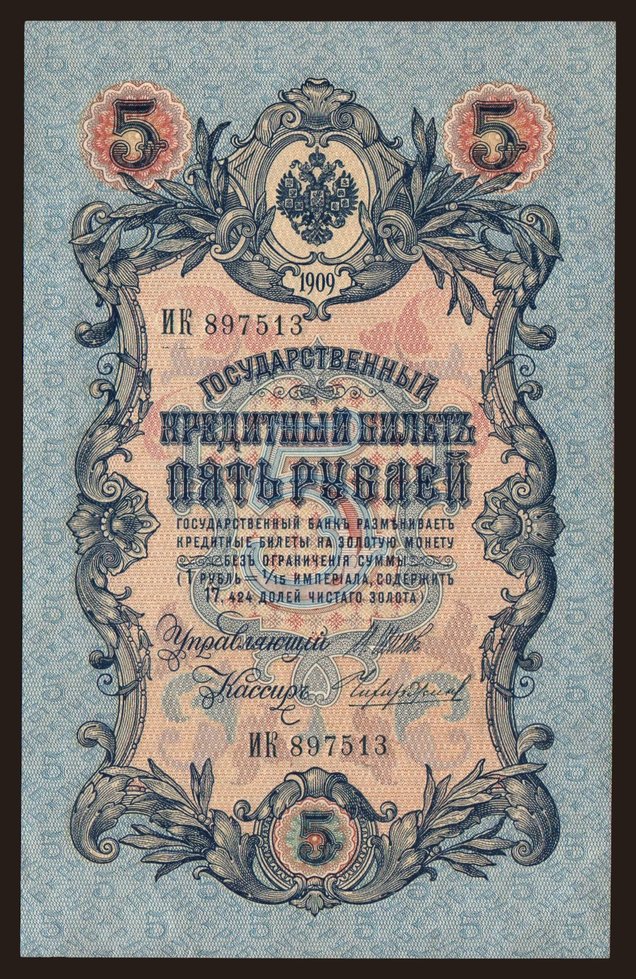 5 5
1909
ИК 897513
ГОСУДАРСТВЕННЫЙ
КРЕДИТНЫЙ БИЛЕТЪ
ПЯТЬ РУБЛЕЙ
ГОСУДАРСТВЕННЫЙ БАНКЪ РАЗМѢНИВАЕТЪ
КРЕДИТНЫЕ БИЛЕТЫ НА ЗОЛОТУЮ МОНЕТУ
БЕЗЪ ОГРАНИЧЕНІЯ СУММЫ
(1 РУБЛЬ = 1/15 ИМПЕРІАЛА, СОДЕРЖИТЪ
17,424 ДОЛЕЙ ЧИСТАГО ЗОЛОТА).
Управляющій
Кассиръ
ИК 897513
5